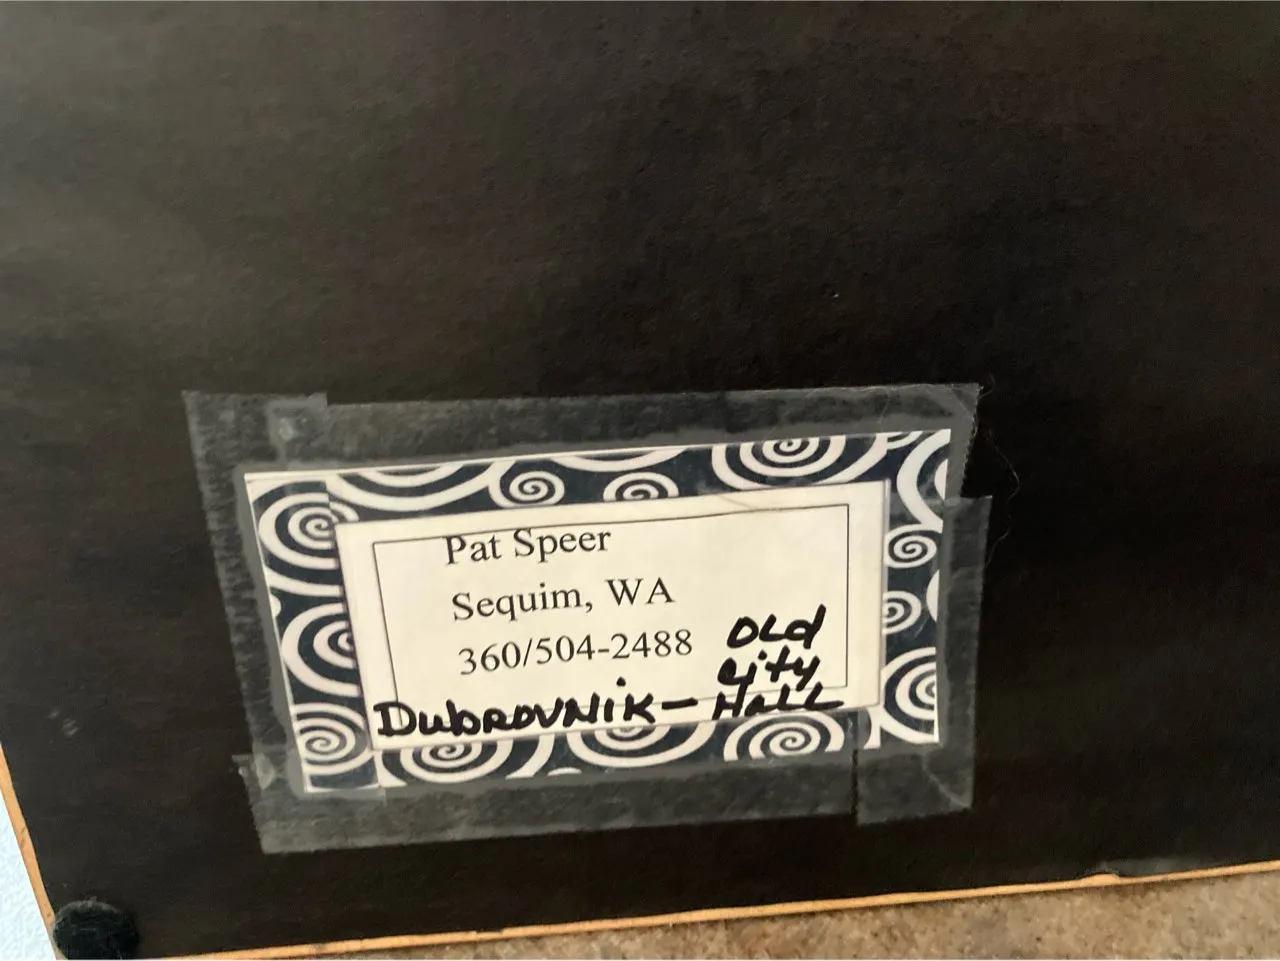 Pat Speer
Sequim, WA
360/504-2488
DUbROVNiK – OLd
City
HALL